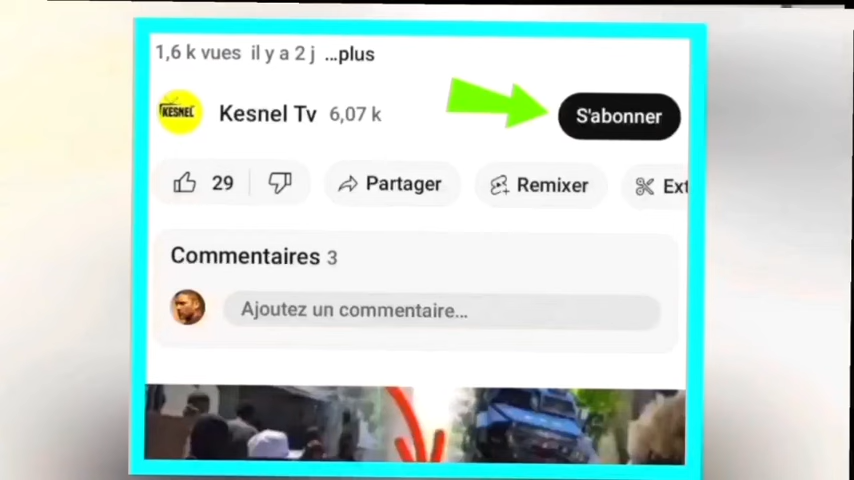 1,6 k vues il y a 2 j ...plus
KESNEL
Kesnel Tv 6,07 k
S'abonner
29
Partager
Remixer
Ext
Commentaires 3
Ajoutez un commentaire...